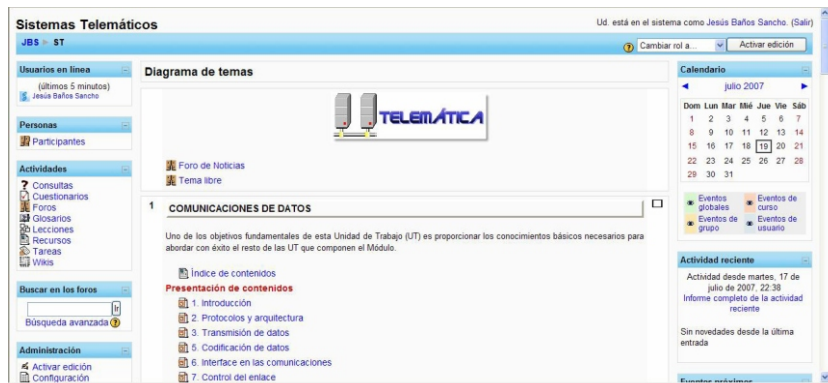 Sistemas Telemáticos
Ud. está en el sistema como Jesús Baños Sancho. (Salir)
JBS ► ST
Cambiar rol a...
Activar edición
Usuarios en línea
(últimos 5 minutos)
Jesús Baños Sancho
Personas
Participantes
Actividades
Consultas
Cuestionarios
Foros
Glosarios
Lecciones
Recursos
Tareas
Wikis
Buscar en los foros
Ir
Búsqueda avanzada
Administración
Activar edición
Configuración
Diagrama de temas
TELEMÁTICA
Foro de Noticias
Tema libre
1 COMUNICACIONES DE DATOS
Uno de los objetivos fundamentales de esta Unidad de Trabajo (UT) es proporcionar los conocimientos básicos necesarios para
abordar con éxito el resto de las UT que componen el Módulo.
Índice de contenidos
Presentación de contenidos
1. Introducción
2. Protocolos y arquitectura
3. Transmisión de datos
5. Codificación de datos
6. Interface en las comunicaciones
7. Control del enlace
Calendario
◄ julio 2007 ►
Dom Lun Mar Mié Jue Vie Sáb
1 2 3 4 5 6 7
8 9 10 11 12 13 14
15 16 17 18 19 20 21
22 23 24 25 26 27 28
29 30 31
Eventos globales
Eventos de curso
Eventos de grupo
Eventos de usuario
Actividad reciente
Actividad desde martes, 17 de
julio de 2007, 22:38
Informe completo de la actividad
reciente
Sin novedades desde la última
entrada
Eventos próximos